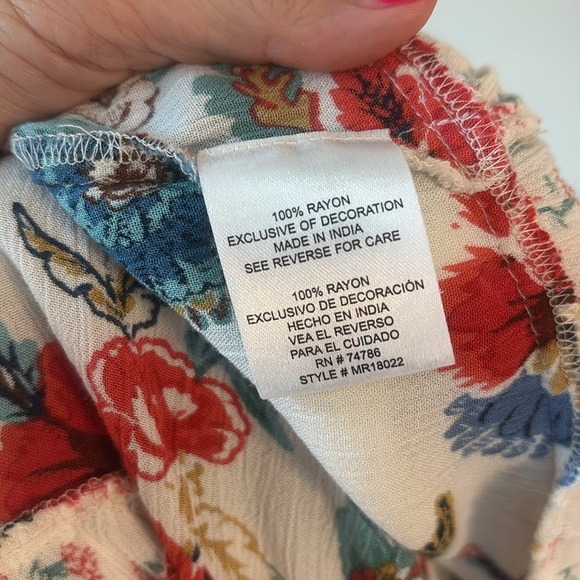 100% RAYON
EXCLUSIVE OF DECORATION
MADE IN INDIA
SEE REVERSE FOR CARE
100% RAYON
EXCLUSIVO DE DECORACIÓN
HECHO EN INDIA
VEA EL REVERSO
PARA EL CUIDADO
RN # 74786
STYLE # MR18022